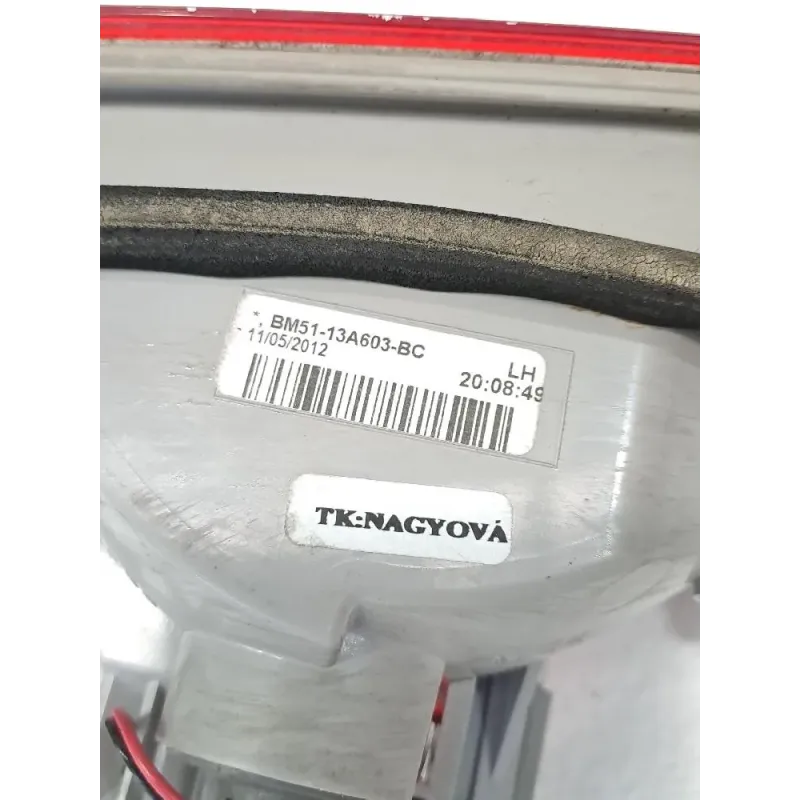 * BM51-13A603-BC LH
- 11/05/2012 20:08:49
TK:NAGYOVÁ